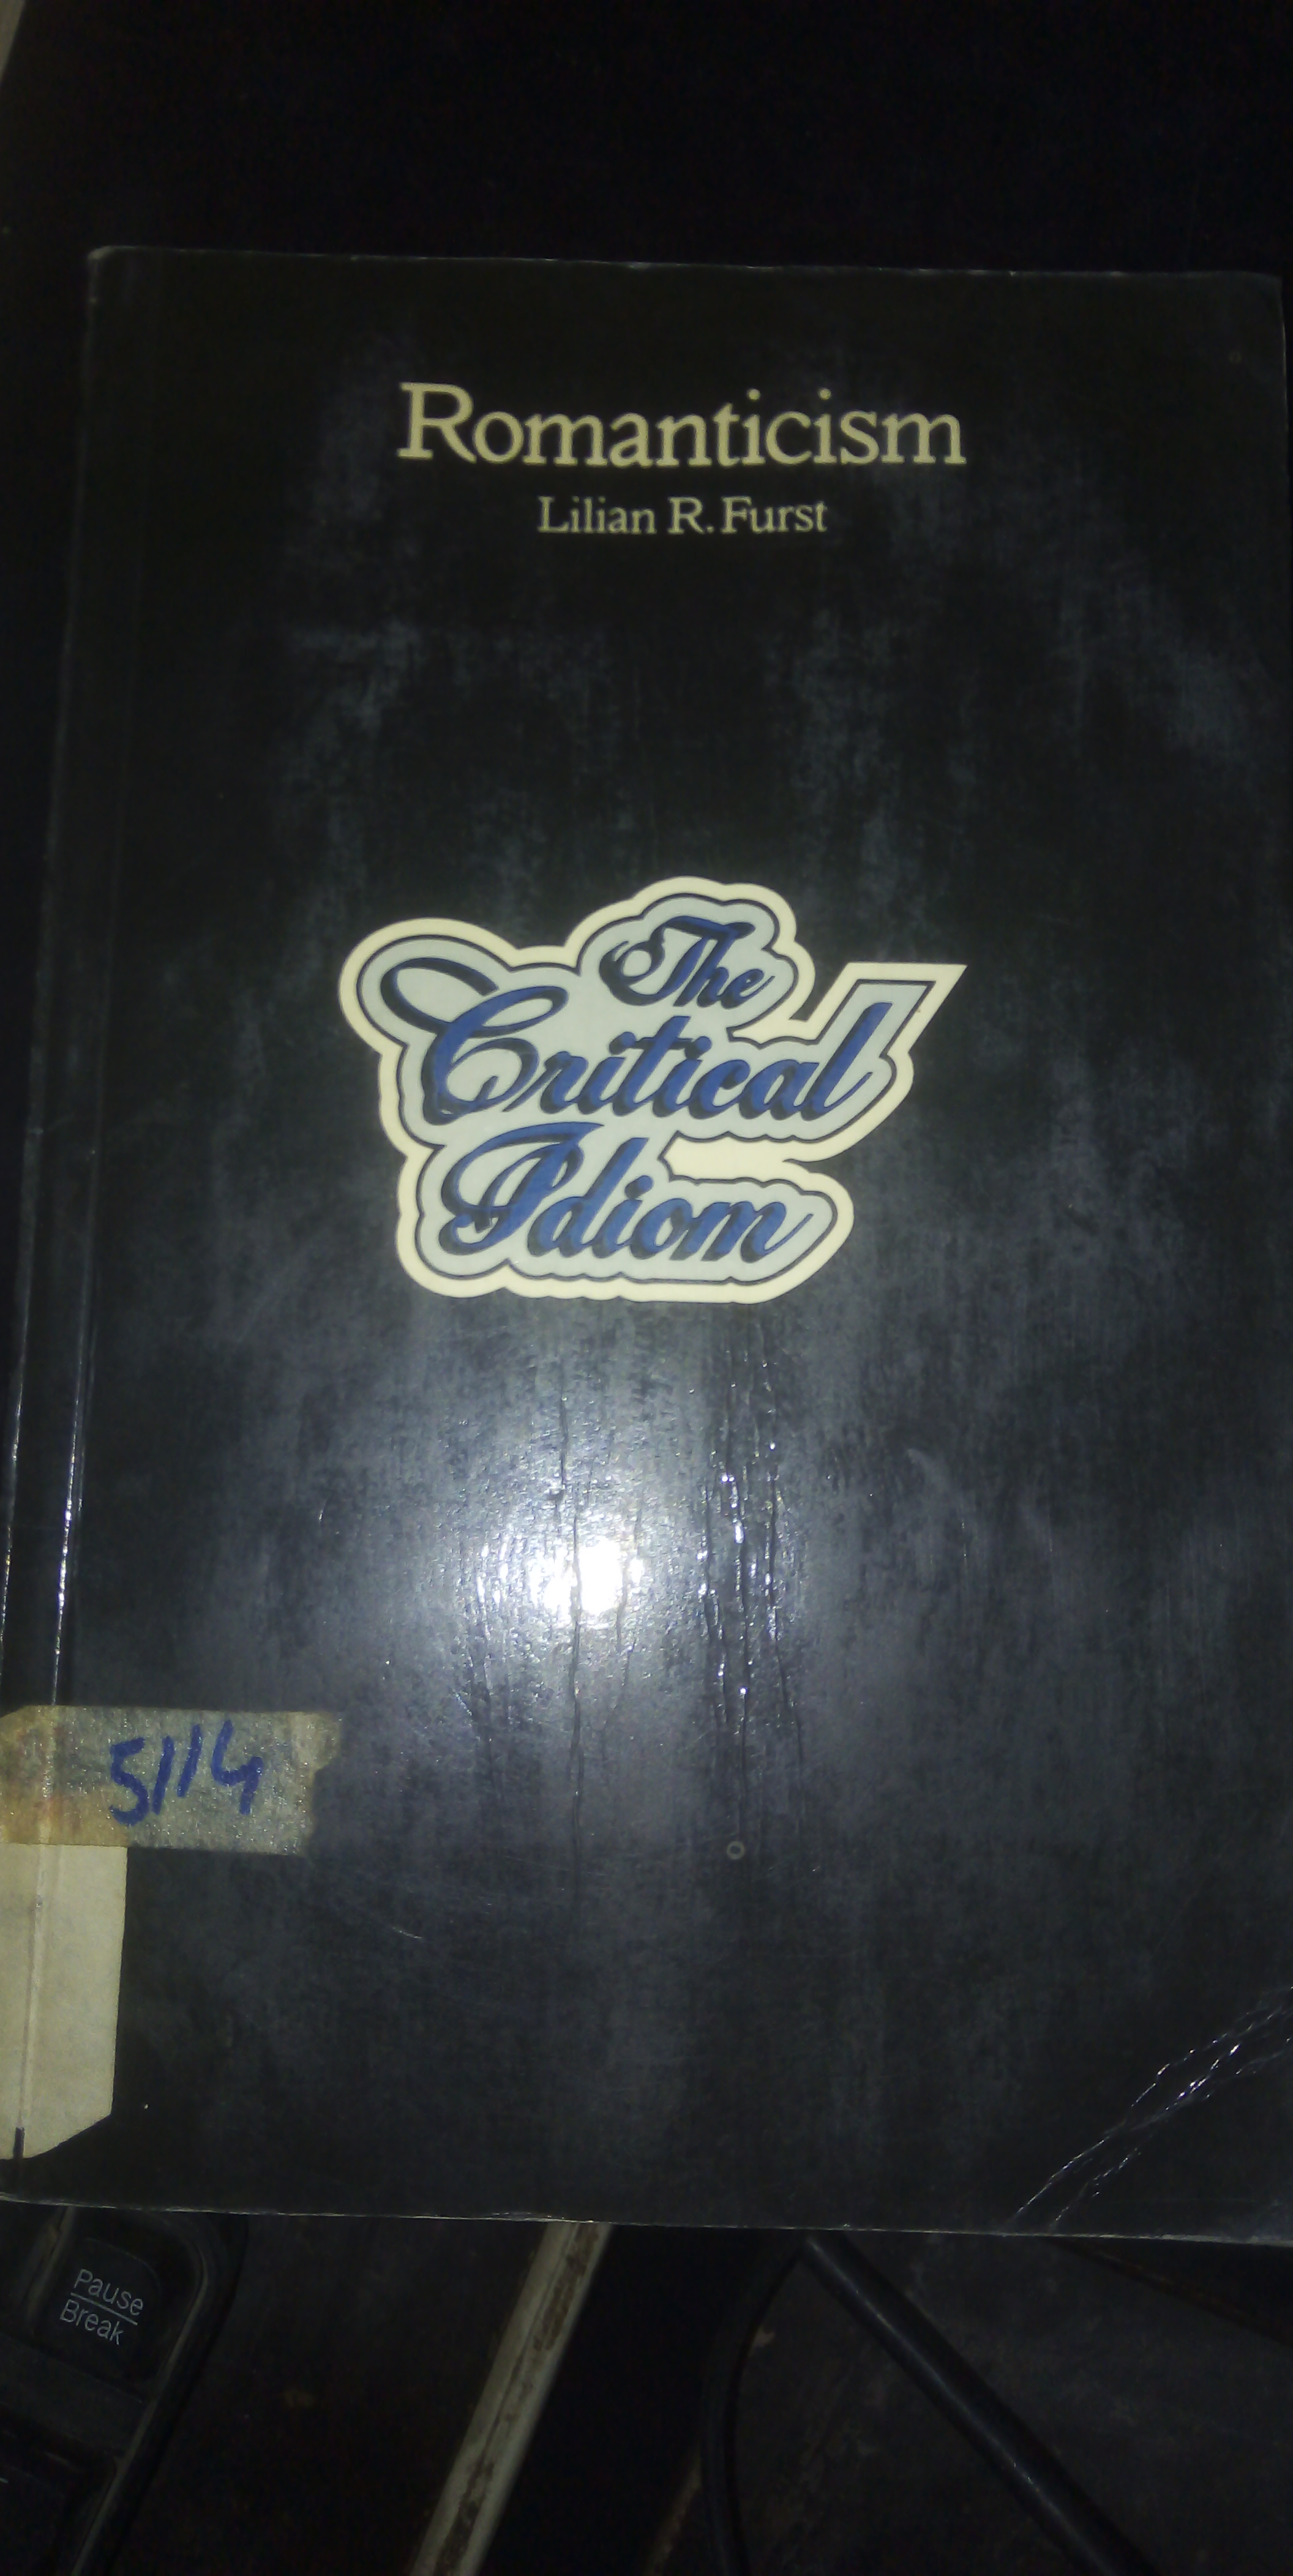 Romanticism
Lilian R. Furst
The
Critical
Idiom
5114
Pause
Break